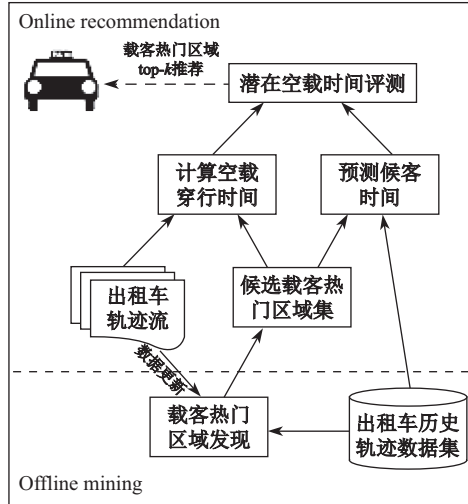 Online recommendation
载客热门区域
top-k推荐
潜在空载时间评测
计算空载
穿行时间
预测候客
时间
出租车
轨迹流
候选载客热
门区域集
数据更新
载客热门
区域发现
出租车历史
轨迹数据集
Offline mining